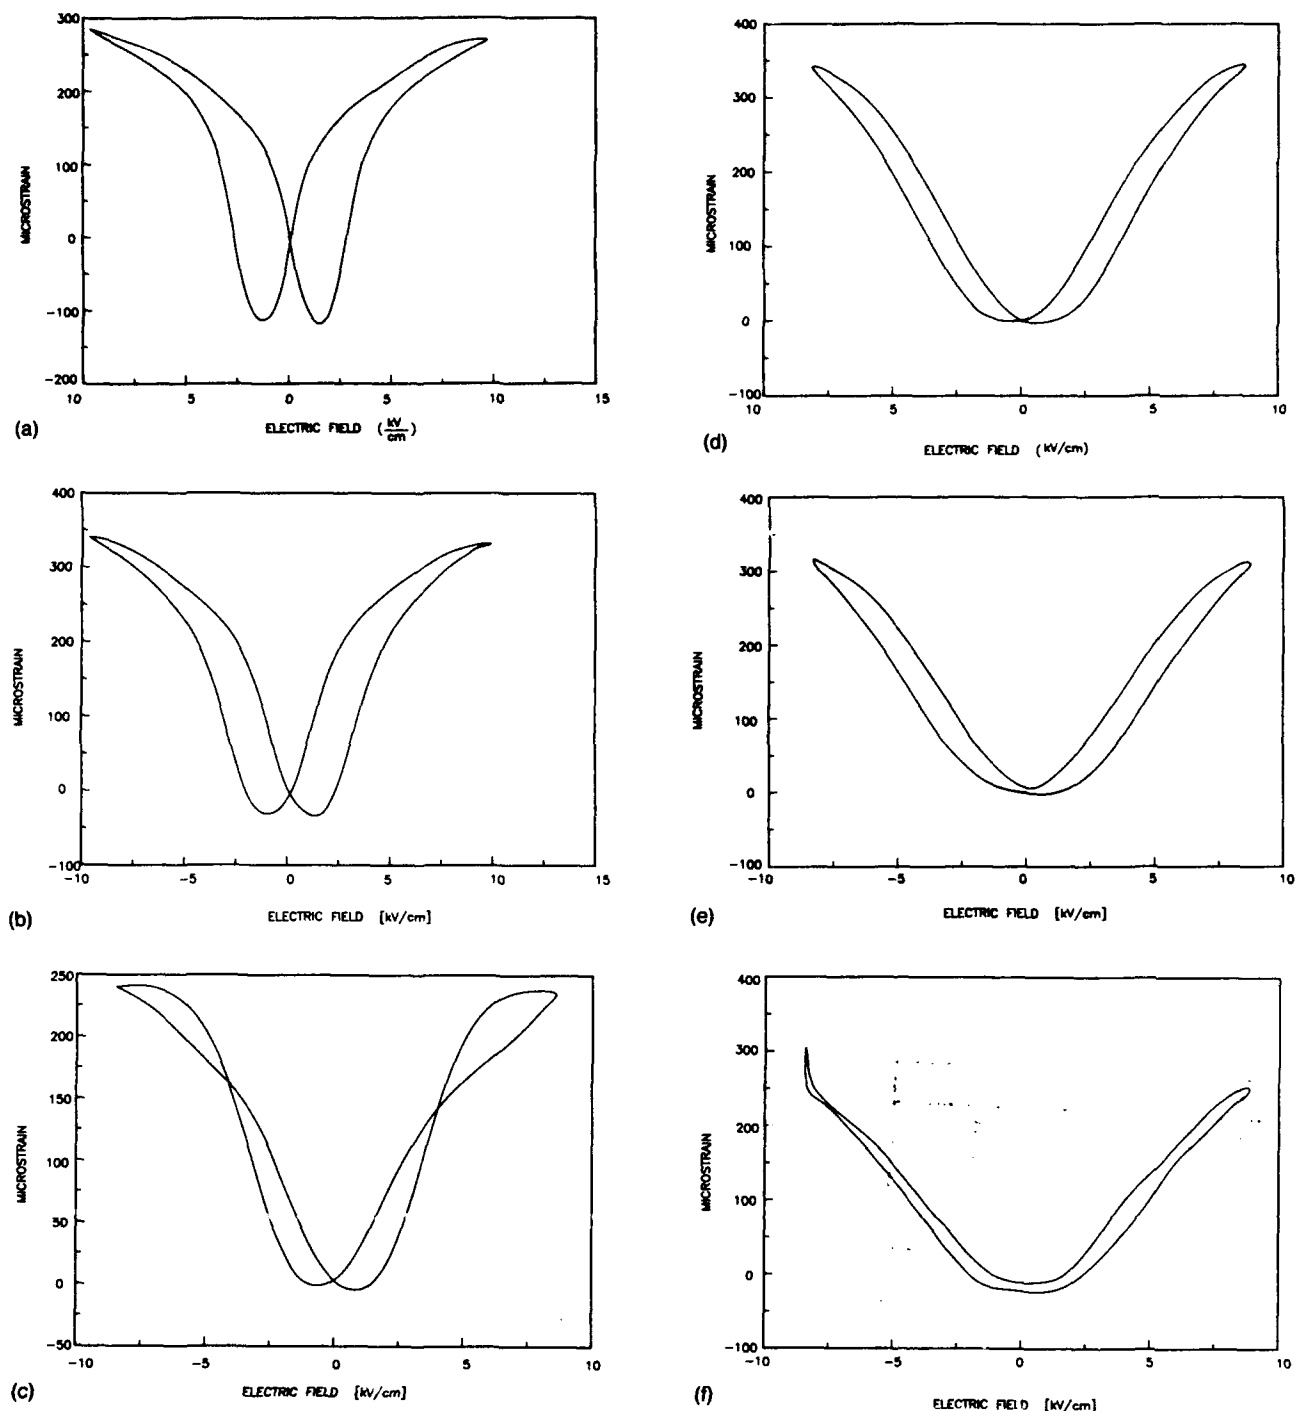 300
200
100
0
-100
-200
MICROSTRAIN
10 5 0 5 10 15
(a) ELECTRIC FIELD (kV/cm)
400
300
200
100
0
-100
MICROSTRAIN
-10 -5 0 5 10 15
(b) ELECTRIC FIELD [kV/cm]
250
200
150
100
50
0
-50
MICROSTRAIN
-10 -5 0 5 10
(c) ELECTRIC FIELD [kV/cm]
400
300
200
100
0
-100
MICROSTRAIN
10 5 0 5 10
(d) ELECTRIC FIELD (kV/cm)
400
300
200
100
0
-100
MICROSTRAIN
-10 -5 0 5 10
(e) ELECTRIC FIELD [kV/cm]
400
300
200
100
0
-100
MICROSTRAIN
-10 -5 0 5 10
(f) ELECTRIC FIELD [kV/cm]